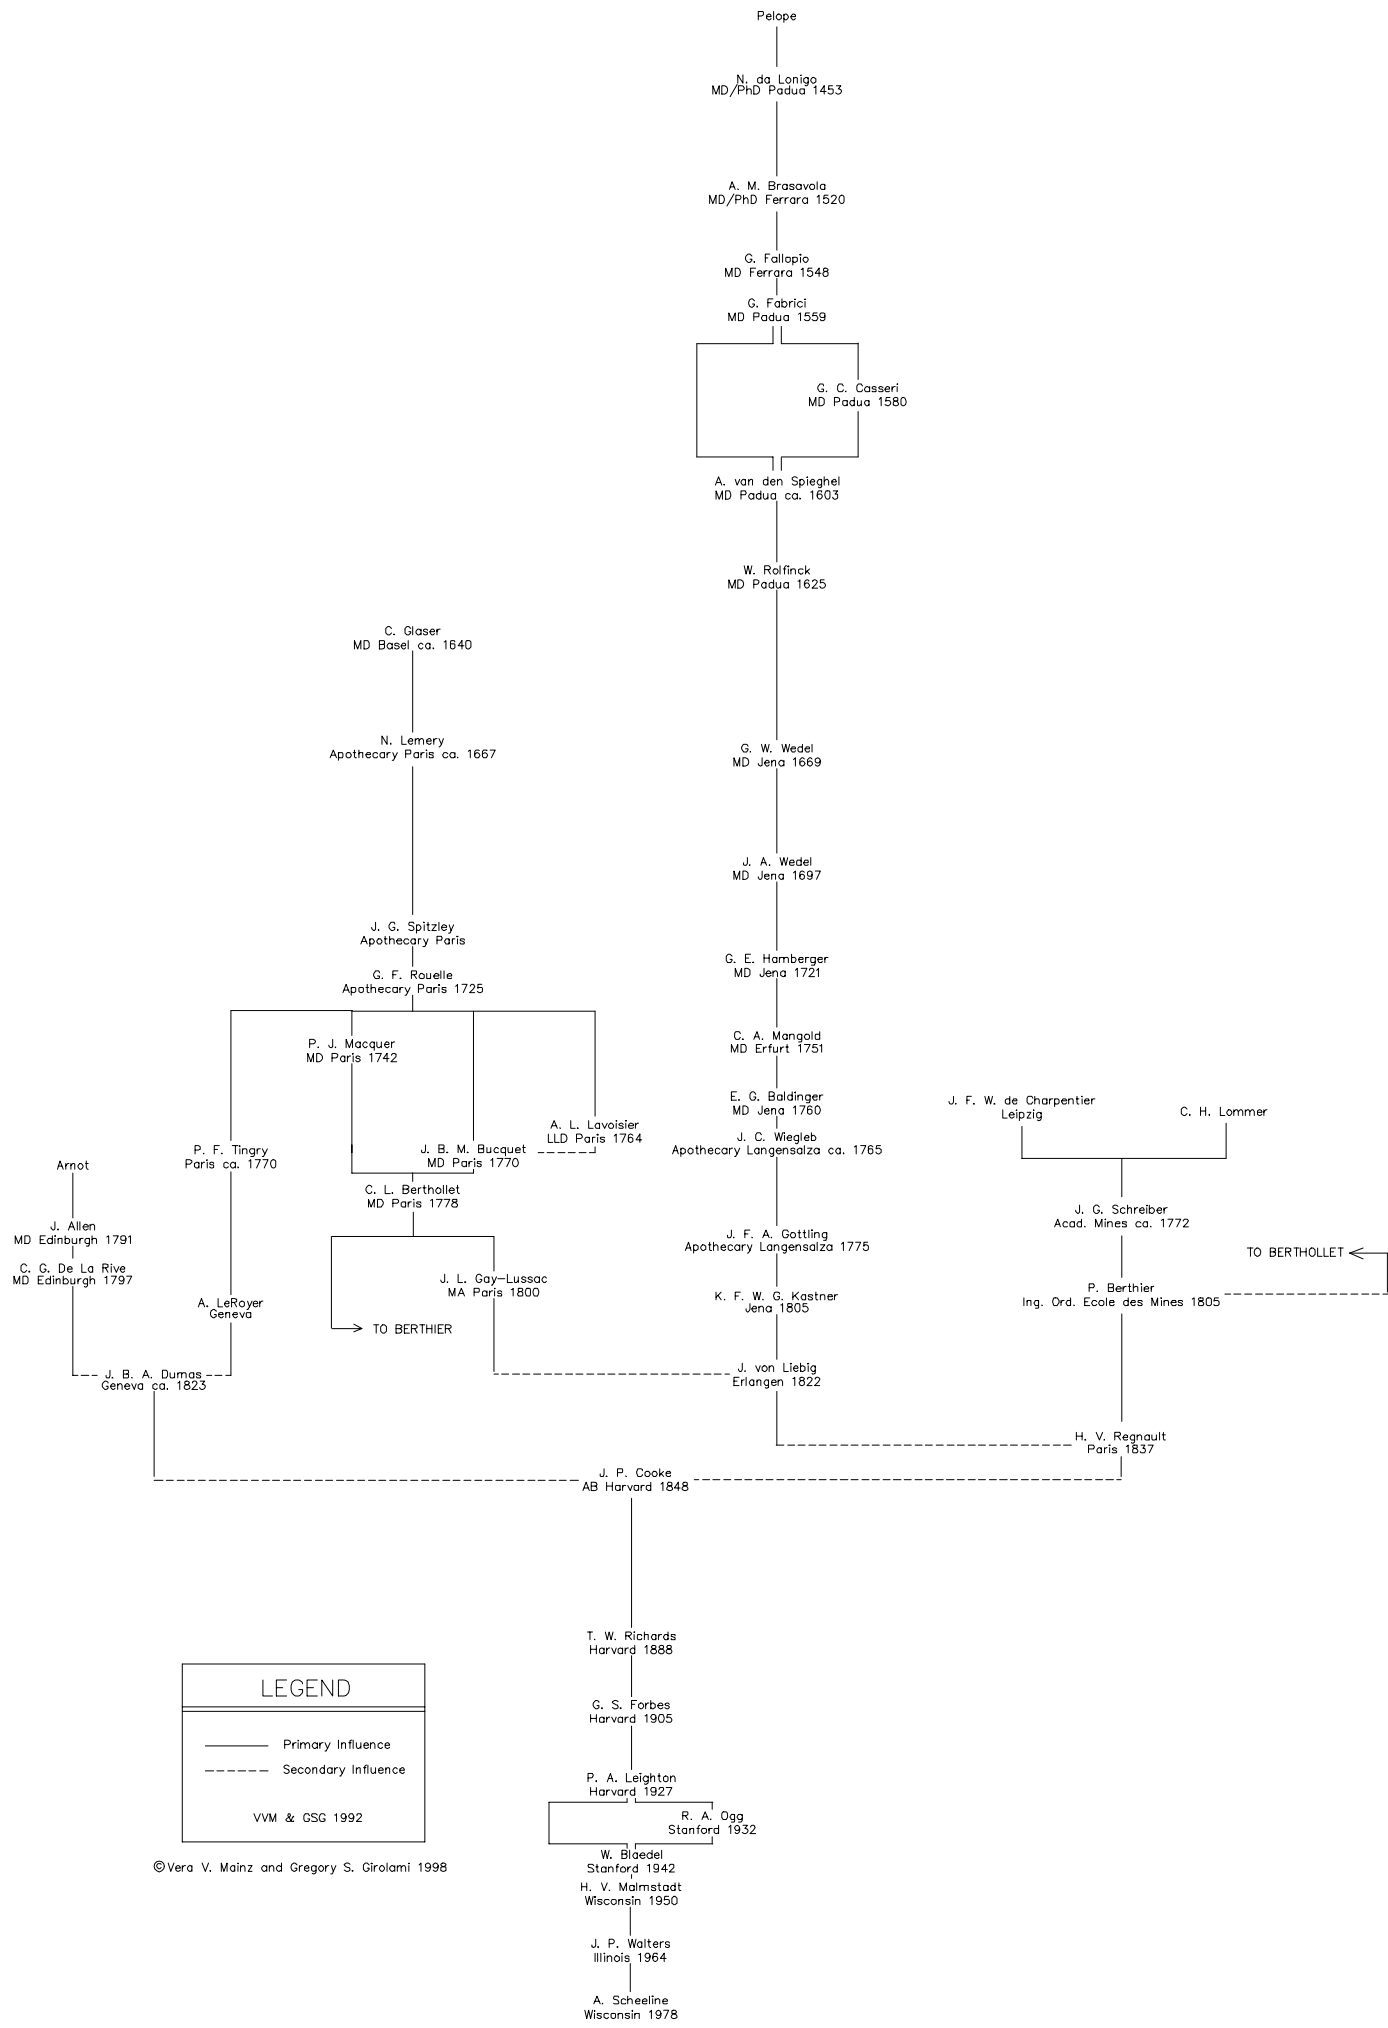 Pelope
N. da Lonigo
MD/PhD Padua 1453
A. M. Brasavola
MD/PhD Ferrara 1520
G. Fallopio
MD Ferrara 1548
G. Fabrici
MD Padua 1559
G. C. Casseri
MD Padua 1580
A. van den Spieghel
MD Padua ca. 1603
W. Rolfinck
MD Padua 1625
C. Glaser
MD Basel ca. 1640
N. Lemery
Apothecary Paris ca. 1667
G. W. Wedel
MD Jena 1669
J. A. Wedel
MD Jena 1697
J. G. Spitzley
Apothecary Paris
G. E. Hamberger
MD Jena 1721
G. F. Rouelle
Apothecary Paris 1725
C. A. Mangold
MD Erfurt 1751
P. J. Macquer
MD Paris 1742
E. G. Baldinger
MD Jena 1760
J. F. W. de Charpentier
Leipzig
C. H. Lommer
A. L. Lavoisier
LLD Paris 1764
J. C. Wiegleb
Apothecary Langensalza ca. 1765
P. F. Tingry
Paris ca. 1770
J. B. M. Bucquet
MD Paris 1770
Arnot
C. L. Berthollet
MD Paris 1778
J. G. Schreiber
Acad. Mines ca. 1772
J. Allen
MD Edinburgh 1791
J. F. A. Gottling
Apothecary Langensalza 1775
TO BERTHOLLET
C. G. De La Rive
MD Edinburgh 1797
J. L. Gay-Lussac
MA Paris 1800
P. Berthier
Ing. Ord. Ecole des Mines 1805
K. F. W. G. Kastner
Jena 1805
A. LeRoyer
Geneva
TO BERTHIER
J. B. A. Dumas
Geneva ca. 1823
J. von Liebig
Erlangen 1822
H. V. Regnault
Paris 1837
J. P. Cooke
AB Harvard 1848
T. W. Richards
Harvard 1888
LEGEND
Primary Influence
Secondary Influence
VVM & GSG 1992
©Vera V. Mainz and Gregory S. Girolami 1998
G. S. Forbes
Harvard 1905
P. A. Leighton
Harvard 1927
R. A. Ogg
Stanford 1932
W. Blaedel
Stanford 1942
H. V. Malmstadt
Wisconsin 1950
J. P. Walters
Illinois 1964
A. Scheeline
Wisconsin 1978